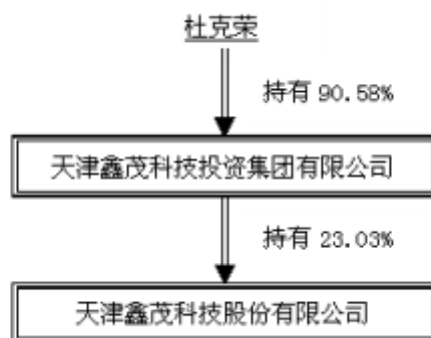 杜克荣
持有 90.58%
天津鑫茂科技投资集团有限公司
持有 23.03%
天津鑫茂科技股份有限公司